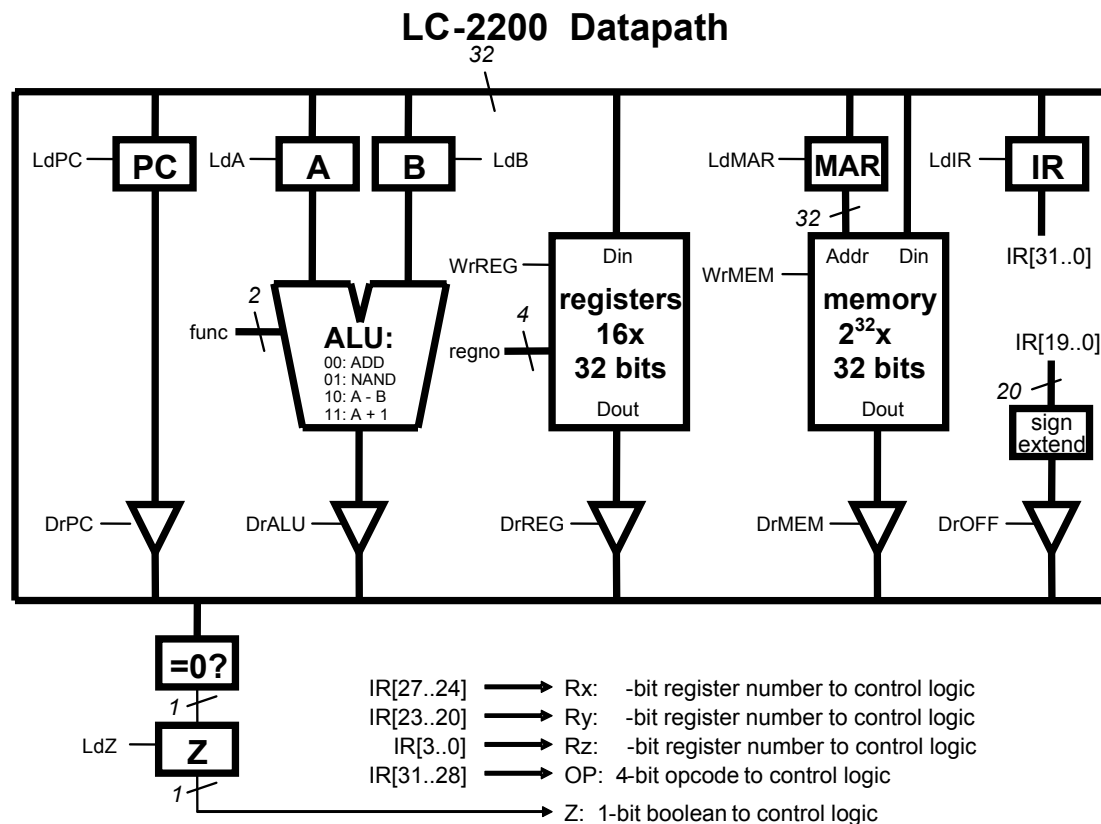 LC-2200 Datapath
32
LdPC
PC
LdA
A
B
LdB
LdMAR
MAR
LdIR
IR
32
WrREG
Din
registers
16x
32 bits
Dout
WrMEM
Addr Din
memory
2³²x
32 bits
Dout
IR[31..0]
func
2
ALU:
00: ADD
01: NAND
10: A - B
11: A + 1
regno
4
IR[19..0]
20
sign
extend
DrPC
DrALU
DrREG
DrMEM
DrOFF
=0?
1
LdZ
Z
1
IR[27..24] Rx: -bit register number to control logic
IR[23..20] Ry: -bit register number to control logic
IR[3..0] Rz: -bit register number to control logic
IR[31..28] OP: 4-bit opcode to control logic
Z: 1-bit boolean to control logic